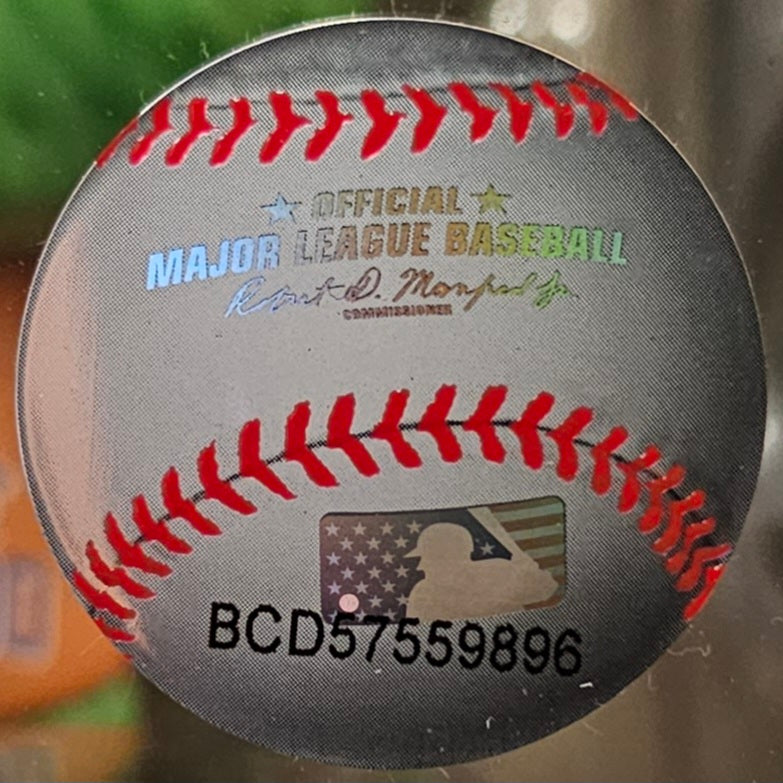 OFFICIAL
MAJOR LEAGUE BASEBALL
Robert D. Manfred Jr.
COMMISSIONER
BCD57559896